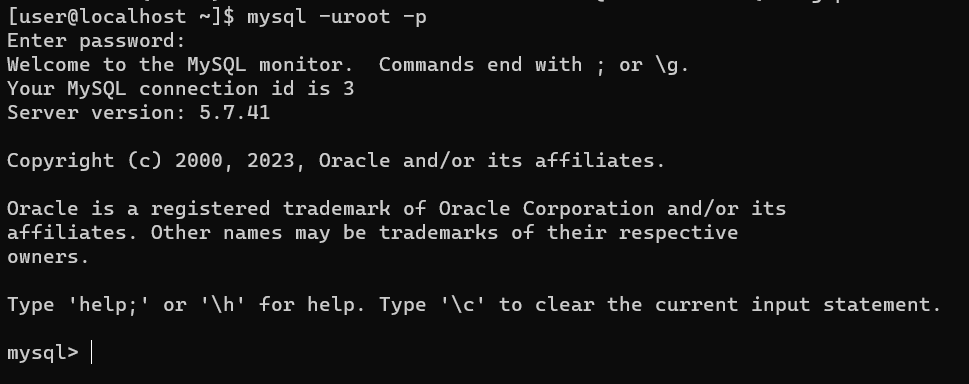 [user@localhost ~]$ mysql -uroot -p
Enter password:
Welcome to the MySQL monitor.  Commands end with ; or \g.
Your MySQL connection id is 3
Server version: 5.7.41

Copyright (c) 2000, 2023, Oracle and/or its affiliates.

Oracle is a registered trademark of Oracle Corporation and/or its
affiliates. Other names may be trademarks of their respective
owners.

Type 'help;' or '\h' for help. Type '\c' to clear the current input statement.

mysql>